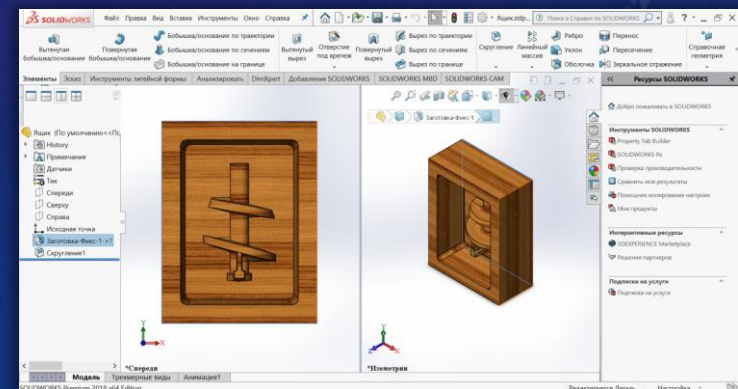 SOLIDWORKS Файл Правка Вид Вставка Инструменты Окно Справка Ящик.sldp... Поиск в Справке по SOLIDWORKS
Вытянутая бобышка/основание
Повернутая бобышка/основание
Бобышка/основание по траектории
Бобышка/основание по сечениям
Бобышка/основание на границе
Вытянутый вырез
Отверстие под крепеж
Повернутый вырез
Вырез по траектории
Вырез по сечениям
Вырез по границе
Скругление
Линейный массив
Ребро
Уклон
Оболочка
Перенос
Пересечение
Зеркальное отражение
Справочная геометрия
Элементы Эскиз Инструменты литейной формы Анализировать DimXpert Добавления SOLIDWORKS SOLIDWORKS MBD SOLIDWORKS CAM
Ящик (По умолчанию<<По
History
Примечания
Датчики
Тик
Спереди
Сверху
Справа
Исходная точка
Заготовка-Фикс-1->?
Скругление1
Заготовка-Фикс-1
Y
X
*Спереди
Y
X
Z
*Изометрия
Ресурсы SOLIDWORKS
Добро пожаловать в SOLIDWORKS
Инструменты SOLIDWORKS
Property Tab Builder
SOLIDWORKS Rx
Проверка производительности
Сравнить мои результаты
Помощник копирования настроек
Мои продукты
Интерактивные ресурсы
3DEXPERIENCE Marketplace
Решения партнеров
Подписка на услуги
Подписка на услуги
Модель Трехмерные виды Анимация1
SOLIDWORKS Premium 2018 x64 Edition Редактируется Деталь Настройка